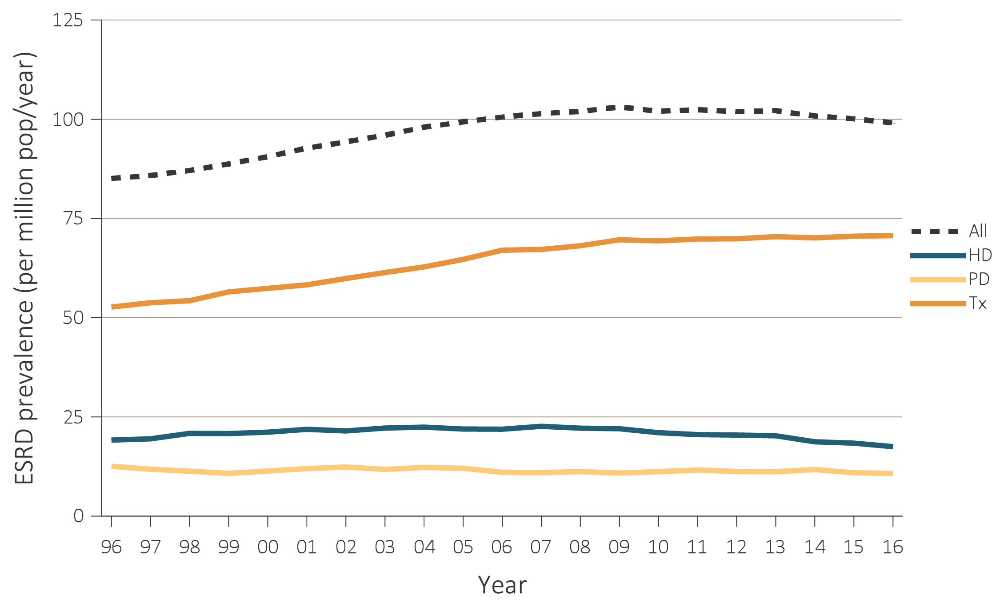 ESRD prevalence (per million pop/year)
125
100
75
50
25
0
96 97 98 99 00 01 02 03 04 05 06 07 08 09 10 11 12 13 14 15 16
Year
All
HD
PD
Tx